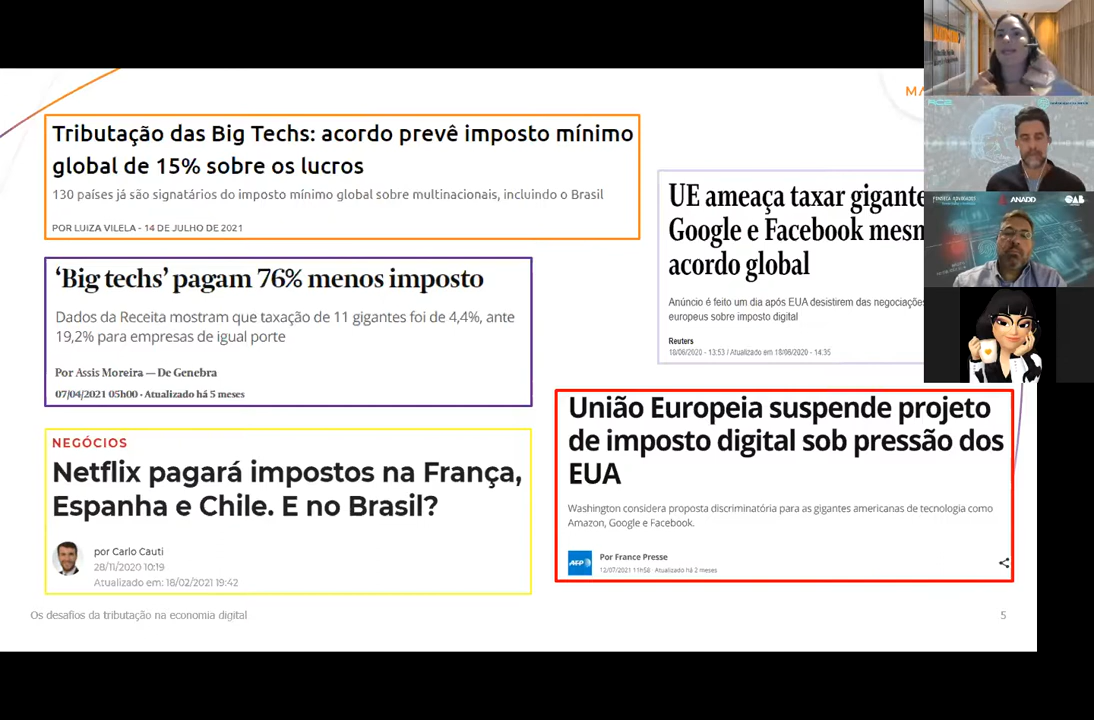 MA
Tributação das Big Techs: acordo prevê imposto mínimo
global de 15% sobre os lucros
130 países já são signatários do imposto mínimo global sobre multinacionais, incluindo o Brasil
POR LUIZA VILELA - 14 DE JULHO DE 2021
UE ameaça taxar gigante
Google e Facebook mesn
acordo global
Anúncio é feito um dia após EUA desistirem das negociações
europeus sobre imposto digital
Reuters
18/06/2020 - 13:53 / Atualizado em 18/06/2020 - 14:35
‘Big techs’ pagam 76% menos imposto
Dados da Receita mostram que taxação de 11 gigantes foi de 4,4%, ante
19,2% para empresas de igual porte
Por Assis Moreira — De Genebra
07/04/2021 05h00 · Atualizado há 5 meses
União Europeia suspende projeto
de imposto digital sob pressão dos
EUA
Washington considera proposta discriminatória para as gigantes americanas de tecnologia como
Amazon, Google e Facebook.
AFP
Por France Presse
12/07/2021 11h58 · Atualizado há 2 meses
NEGÓCIOS
Netflix pagará impostos na França,
Espanha e Chile. E no Brasil?
por Carlo Cauti
28/11/2020 10:19
Atualizado em: 18/02/2021 19:42
Os desafios da tributação na economia digital
5
FONSECA ADVOGADOS
ANADD
OAB